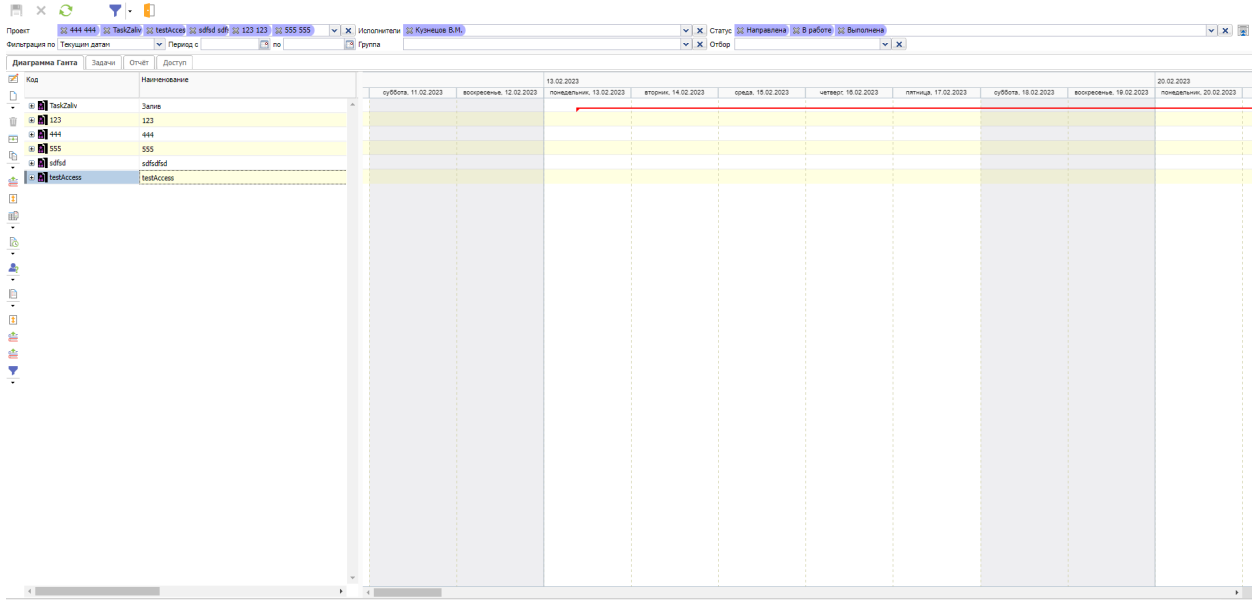 Проект 444 444 TaskZaliv testAcces sdfsd sdfs 123 123 555 555 Исполнители Кузнецов В.М. Статус Направлена В работе Выполнена
Фильтрация по Текущим датам Период с по Группа Отбор
Диаграмма Ганта Задачи Отчёт Доступ
Код Наименование
13.02.2023 20.02.2023
суббота, 11.02.2023 воскресенье, 12.02.2023 понедельник, 13.02.2023 вторник, 14.02.2023 среда, 15.02.2023 четверг, 16.02.2023 пятница, 17.02.2023 суббота, 18.02.2023 воскресенье, 19.02.2023 понедельник, 20.02.2023
TaskZaliv Залив
123 123
444 444
555 555
sdfsd sdfsdfsd
testAccess testAccess